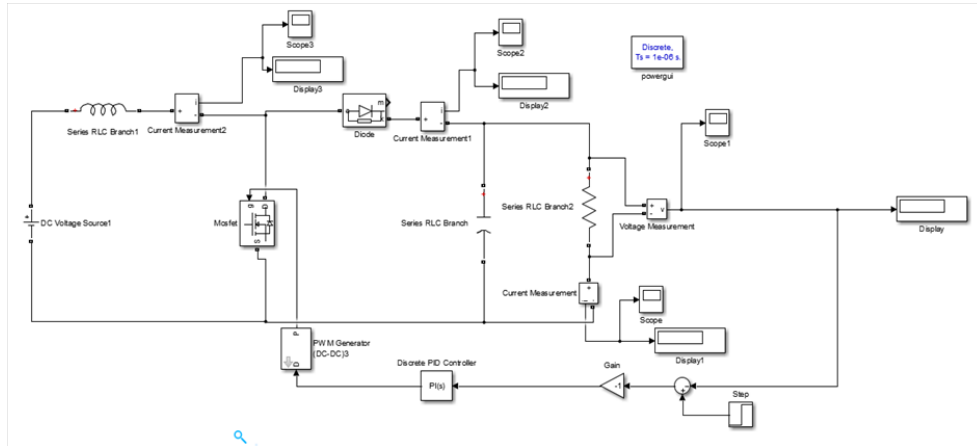 Scope3
Display3
Scope2
Display2
Discrete,
Ts = 1e-06 s.
powergui
Scope1
Series RLC Branch1
i
+
-
Current Measurement2
m
Diode
i
+
-
Current Measurement1
DC Voltage Source1
+
Mosfet
g
D
S
Series RLC Branch
Series RLC Branch2
+
-
v
Voltage Measurement
Display
Current Measurement
+
Scope
Display1
PWM Generator
(DC-DC)3
P
D
Discrete PID Controller
PI(s)
Gain
-1
Step